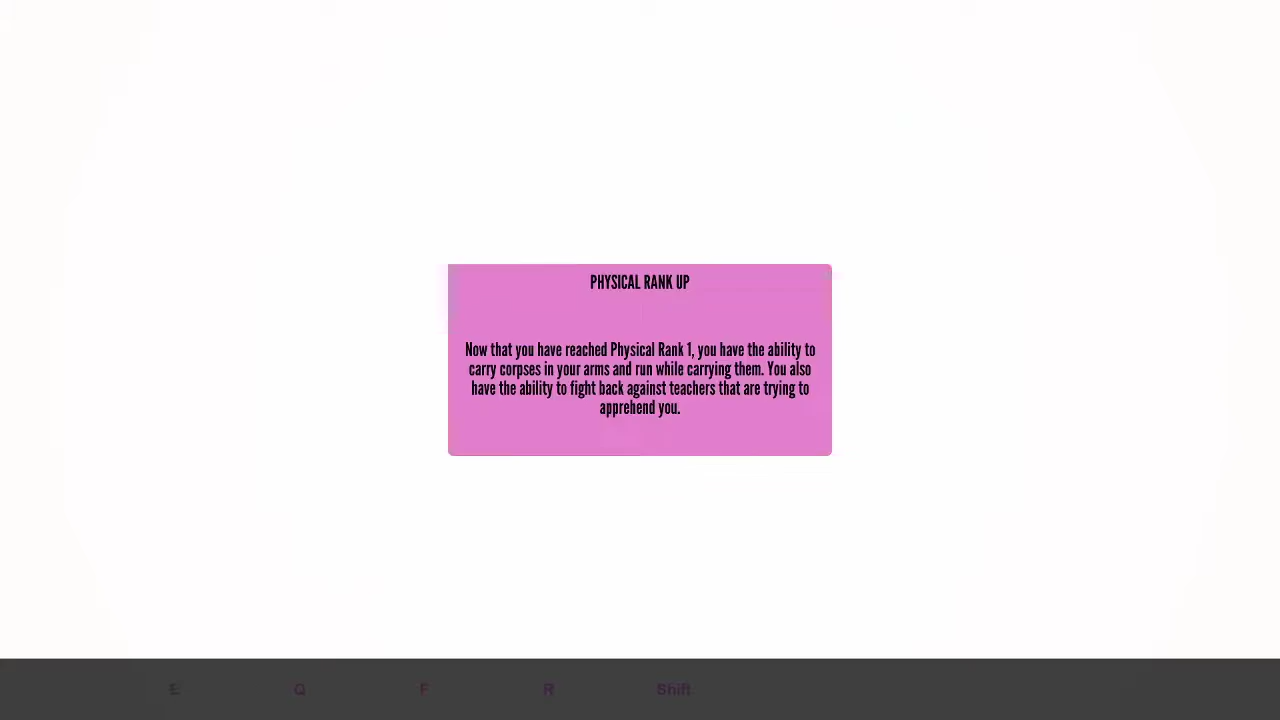 PHYSICAL RANK UP
Now that you have reached Physical Rank 1, you have the ability to
carry corpses in your arms and run while carrying them. You also
have the ability to fight back against teachers that are trying to
apprehend you.
E Q F R Shift